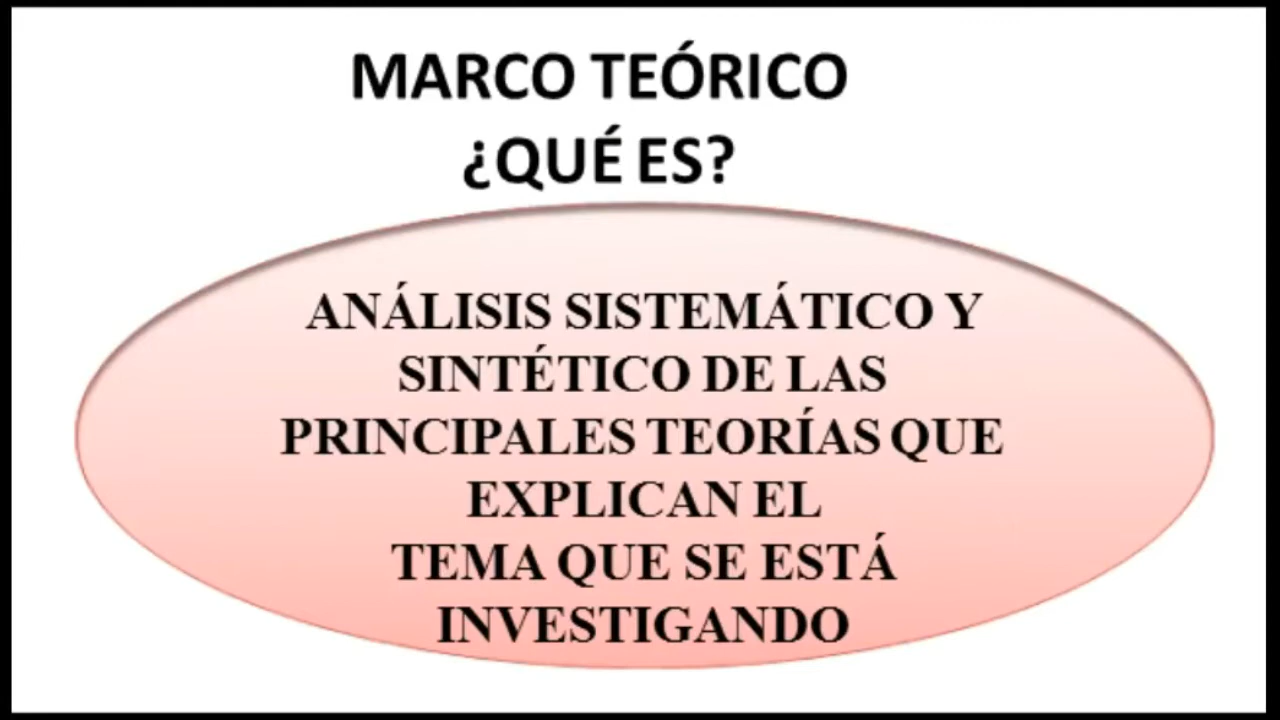 MARCO TEÓRICO
¿QUÉ ES?
ANÁLISIS SISTEMÁTICO Y
SINTÉTICO DE LAS
PRINCIPALES TEORÍAS QUE
EXPLICAN EL
TEMA QUE SE ESTÁ
INVESTIGANDO